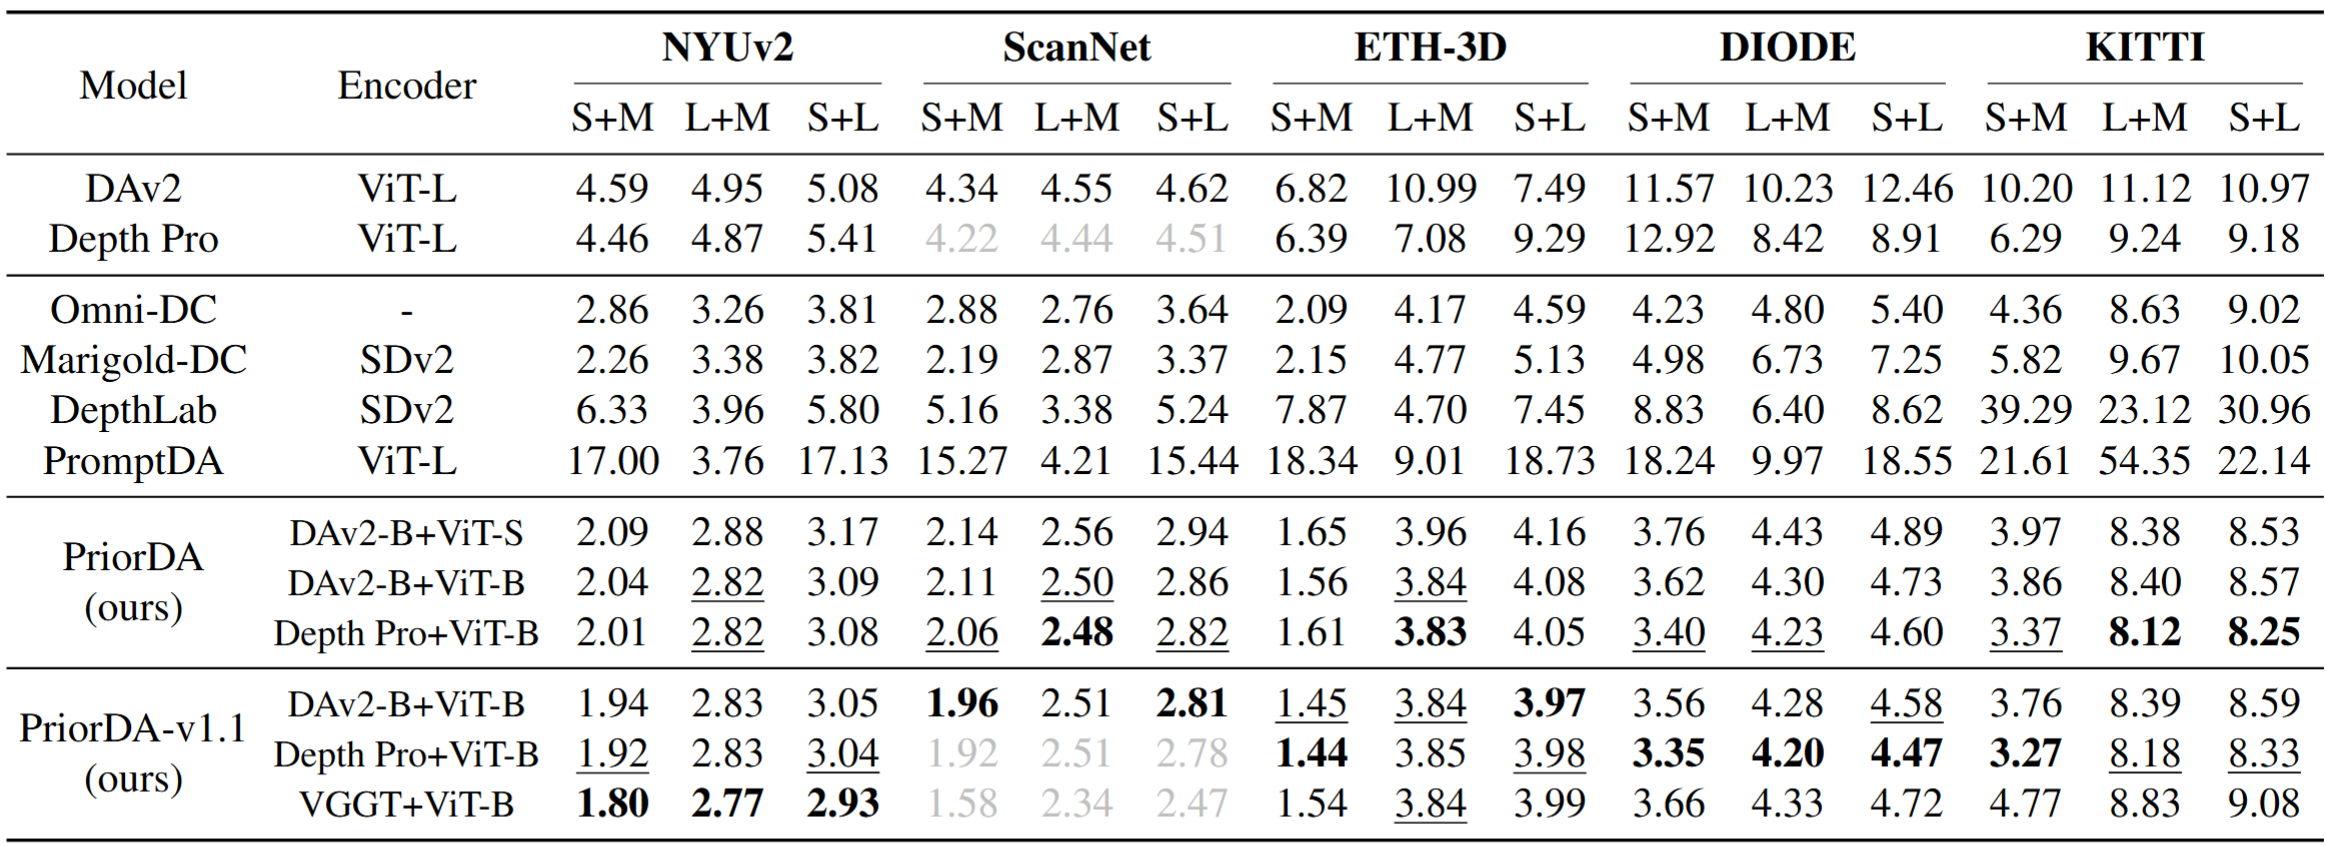 Model Encoder NYUv2 ScanNet ETH-3D DIODE KITTI
S+M L+M S+L S+M L+M S+L S+M L+M S+L S+M L+M S+L S+M L+M S+L
DAv2 ViT-L 4.59 4.95 5.08 4.34 4.55 4.62 6.82 10.99 7.49 11.57 10.23 12.46 10.20 11.12 10.97
Depth Pro ViT-L 4.46 4.87 5.41 4.22 4.44 4.51 6.39 7.08 9.29 12.92 8.42 8.91 6.29 9.24 9.18
Omni-DC - 2.86 3.26 3.81 2.88 2.76 3.64 2.09 4.17 4.59 4.23 4.80 5.40 4.36 8.63 9.02
Marigold-DC SDv2 2.26 3.38 3.82 2.19 2.87 3.37 2.15 4.77 5.13 4.98 6.73 7.25 5.82 9.67 10.05
DepthLab SDv2 6.33 3.96 5.80 5.16 3.38 5.24 7.87 4.70 7.45 8.83 6.40 8.62 39.29 23.12 30.96
PromptDA ViT-L 17.00 3.76 17.13 15.27 4.21 15.44 18.34 9.01 18.73 18.24 9.97 18.55 21.61 54.35 22.14
PriorDA (ours) DAv2-B+ViT-S 2.09 2.88 3.17 2.14 2.56 2.94 1.65 3.96 4.16 3.76 4.43 4.89 3.97 8.38 8.53
DAv2-B+ViT-B 2.04 2.82 3.09 2.11 2.50 2.86 1.56 3.84 4.08 3.62 4.30 4.73 3.86 8.40 8.57
Depth Pro+ViT-B 2.01 2.82 3.08 2.06 2.48 2.82 1.61 3.83 4.05 3.40 4.23 4.60 3.37 8.12 8.25
PriorDA-v1.1 (ours) DAv2-B+ViT-B 1.94 2.83 3.05 1.96 2.51 2.81 1.45 3.84 3.97 3.56 4.28 4.58 3.76 8.39 8.59
Depth Pro+ViT-B 1.92 2.83 3.04 1.92 2.51 2.78 1.44 3.85 3.98 3.35 4.20 4.47 3.27 8.18 8.33
VGGT+ViT-B 1.80 2.77 2.93 1.58 2.34 2.47 1.54 3.84 3.99 3.66 4.33 4.72 4.77 8.83 9.08